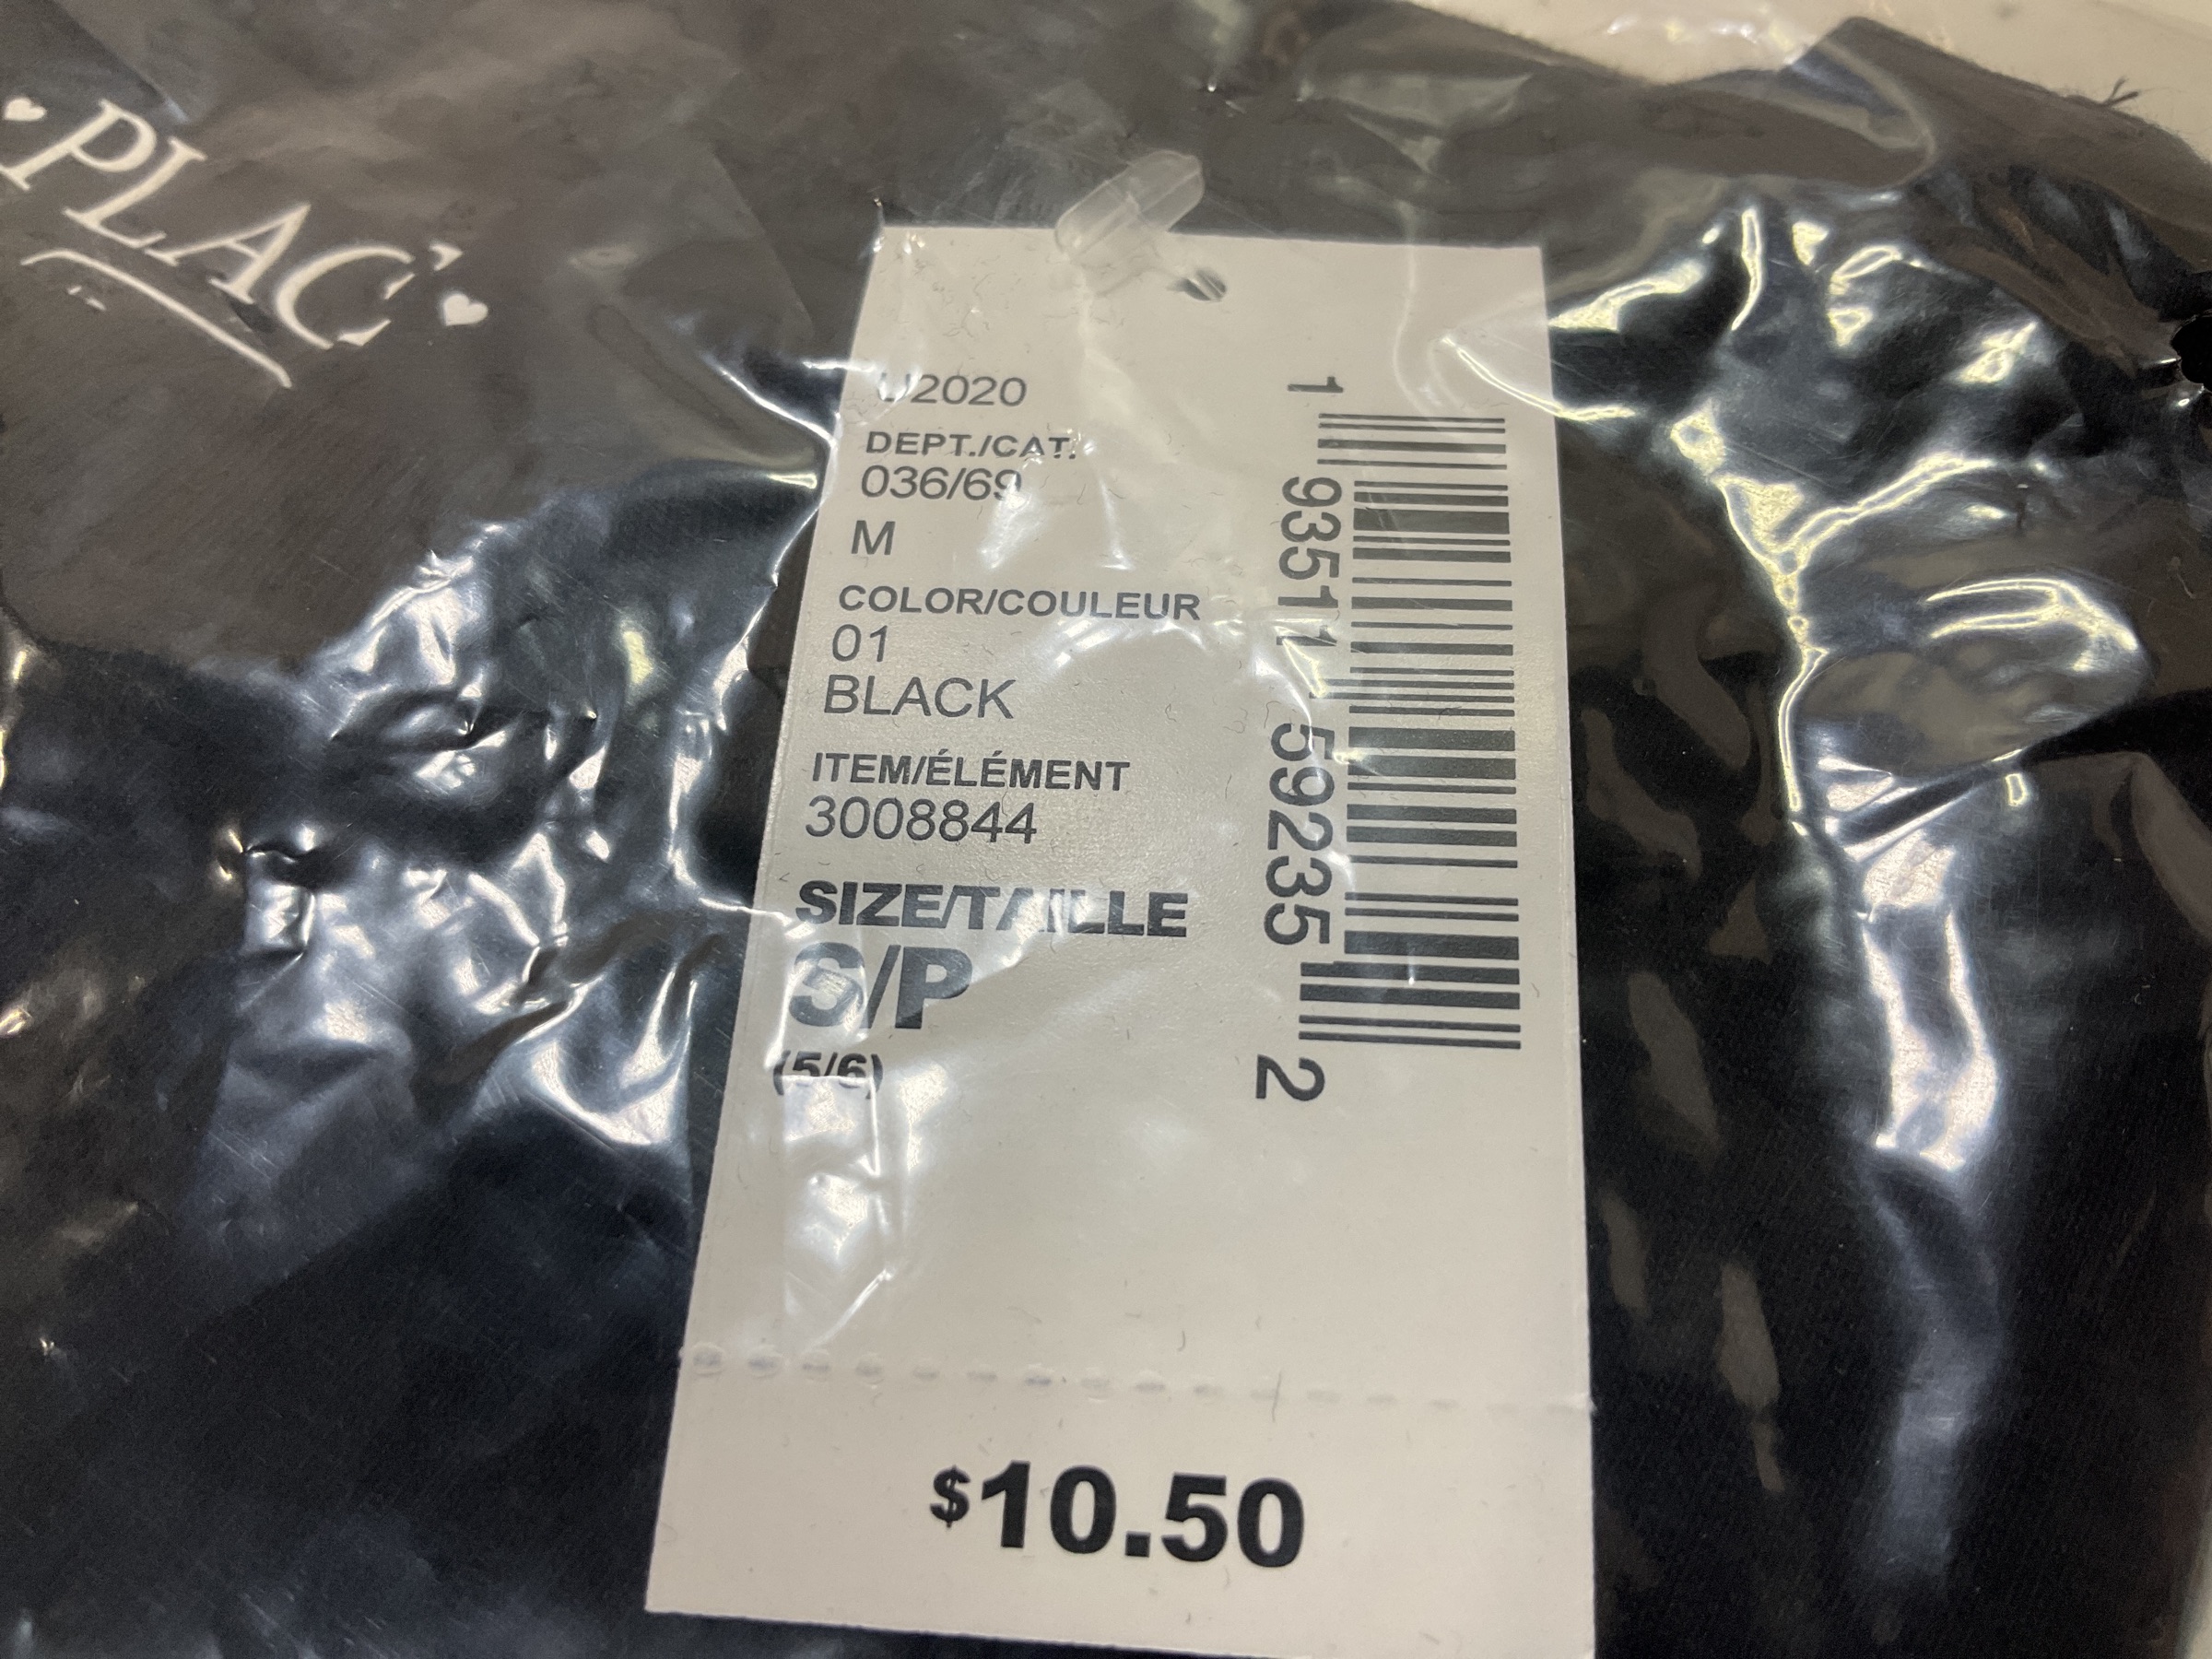 PLAC
U2020
DEPT./CAT.
036/69
M
COLOR/COULEUR
01
BLACK
ITEM/ÉLÉMENT
3008844
SIZE/TAILLE
S/P
(5/6)
1 93511 59235 2
$10.50